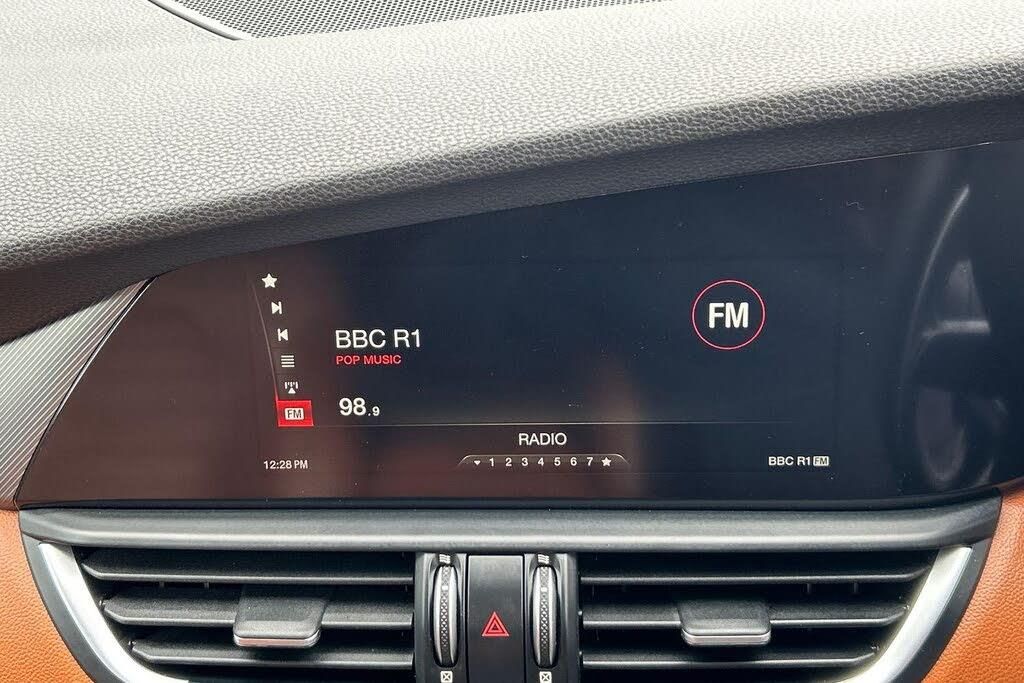 BBC R1
POP MUSIC
FM
98.9
FM
RADIO
12:28 PM
1 2 3 4 5 6 7
BBC R1 FM